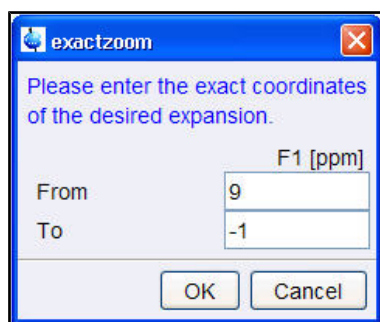 exactzoom
Please enter the exact coordinates
of the desired expansion.
F1 [ppm]
From 9
To -1
OK Cancel